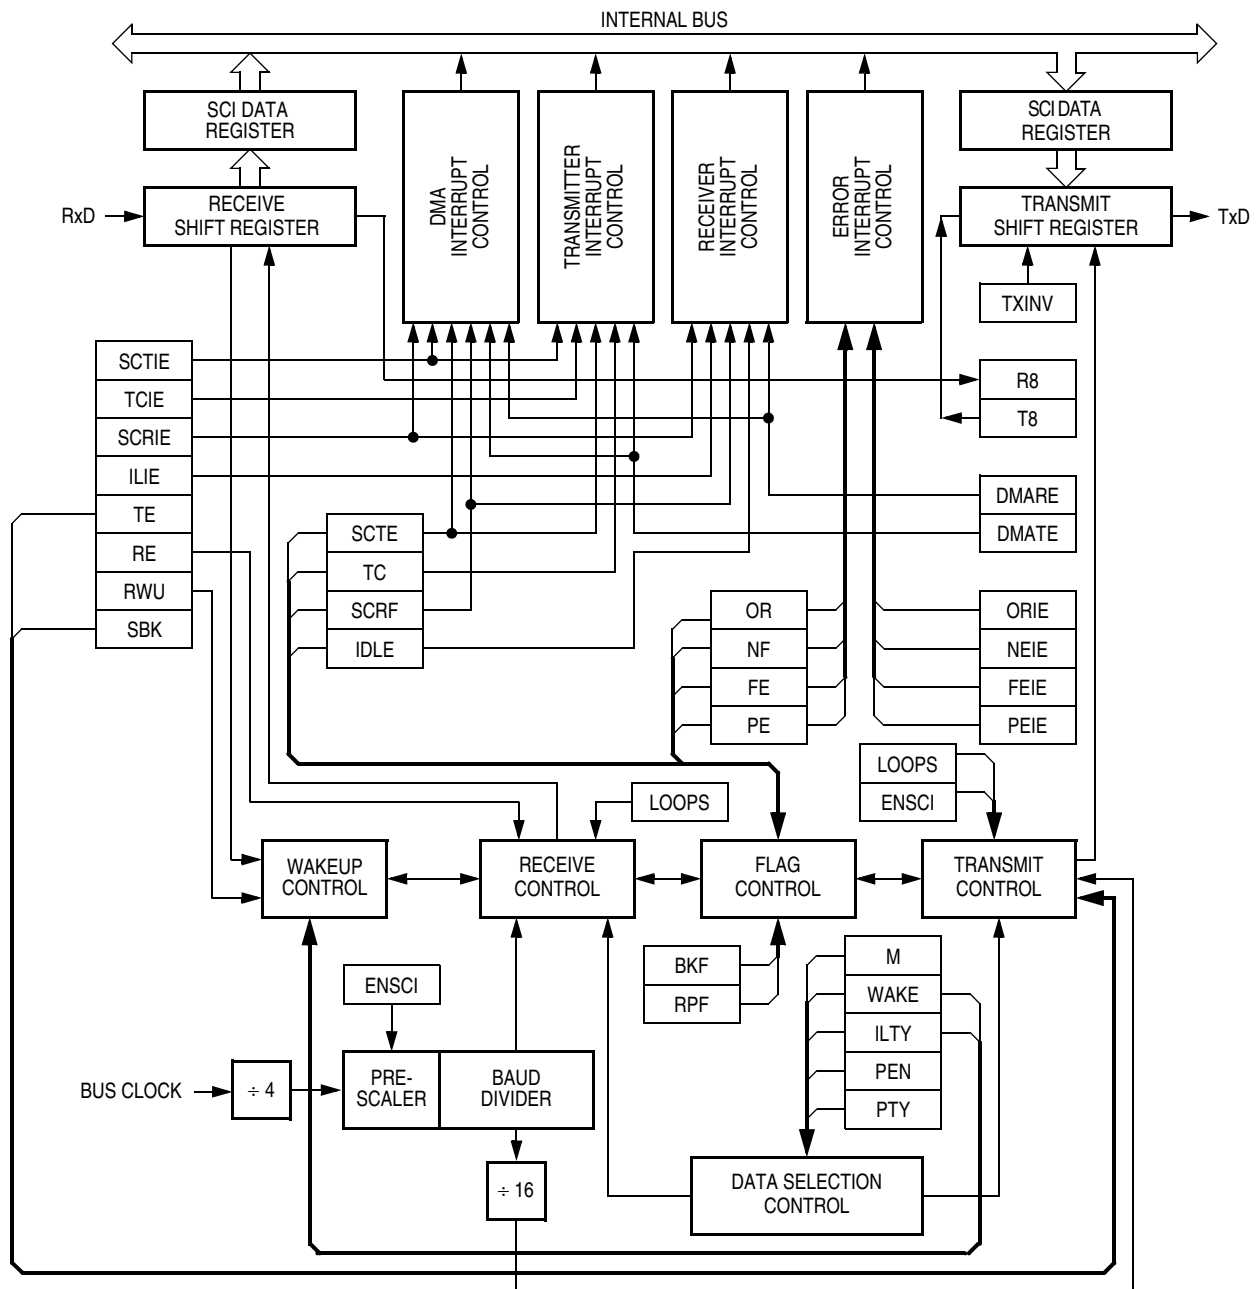 INTERNAL BUS
SCI DATA
REGISTER
DMA
INTERRUPT
CONTROL
TRANSMITTER
INTERRUPT
CONTROL
RECEIVER
INTERRUPT
CONTROL
ERROR
INTERRUPT
CONTROL
SCI DATA
REGISTER
RxD
RECEIVE
SHIFT REGISTER
TRANSMIT
SHIFT REGISTER
TxD
TXINV
SCTIE
TCIE
SCRIE
ILIE
TE
RE
RWU
SBK
R8
T8
DMARE
DMATE
SCTE
TC
SCRF
IDLE
OR
NF
FE
PE
ORIE
NEIE
FEIE
PEIE
LOOPS
ENSCI
LOOPS
WAKEUP
CONTROL
RECEIVE
CONTROL
FLAG
CONTROL
TRANSMIT
CONTROL
BKF
RPF
M
WAKE
ILTY
PEN
PTY
ENSCI
BUS CLOCK
÷ 4
PRE-
SCALER
BAUD
DIVIDER
÷ 16
DATA SELECTION
CONTROL